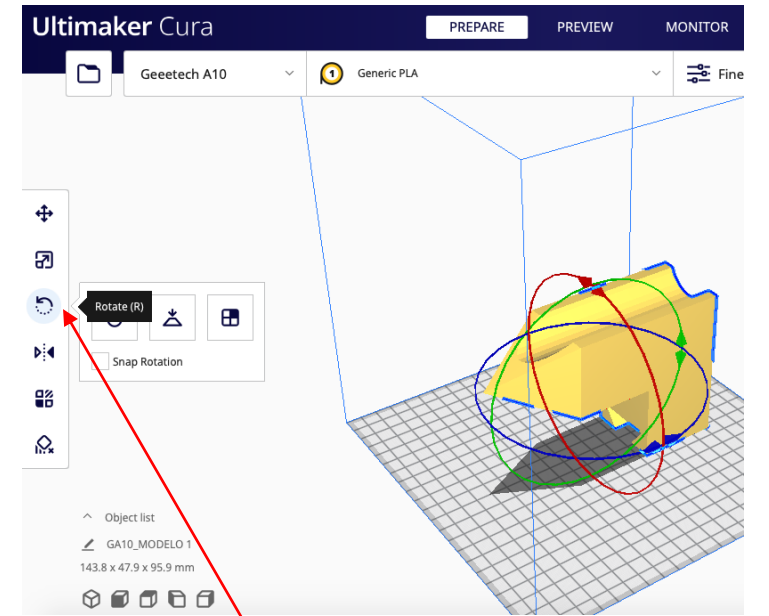 Ultimaker Cura
PREPARE PREVIEW MONITOR
Geeetech A10
1
Generic PLA
Fine
Rotate (R)
Snap Rotation
Object list
GA10_MODELO 1
143.8 x 47.9 x 95.9 mm